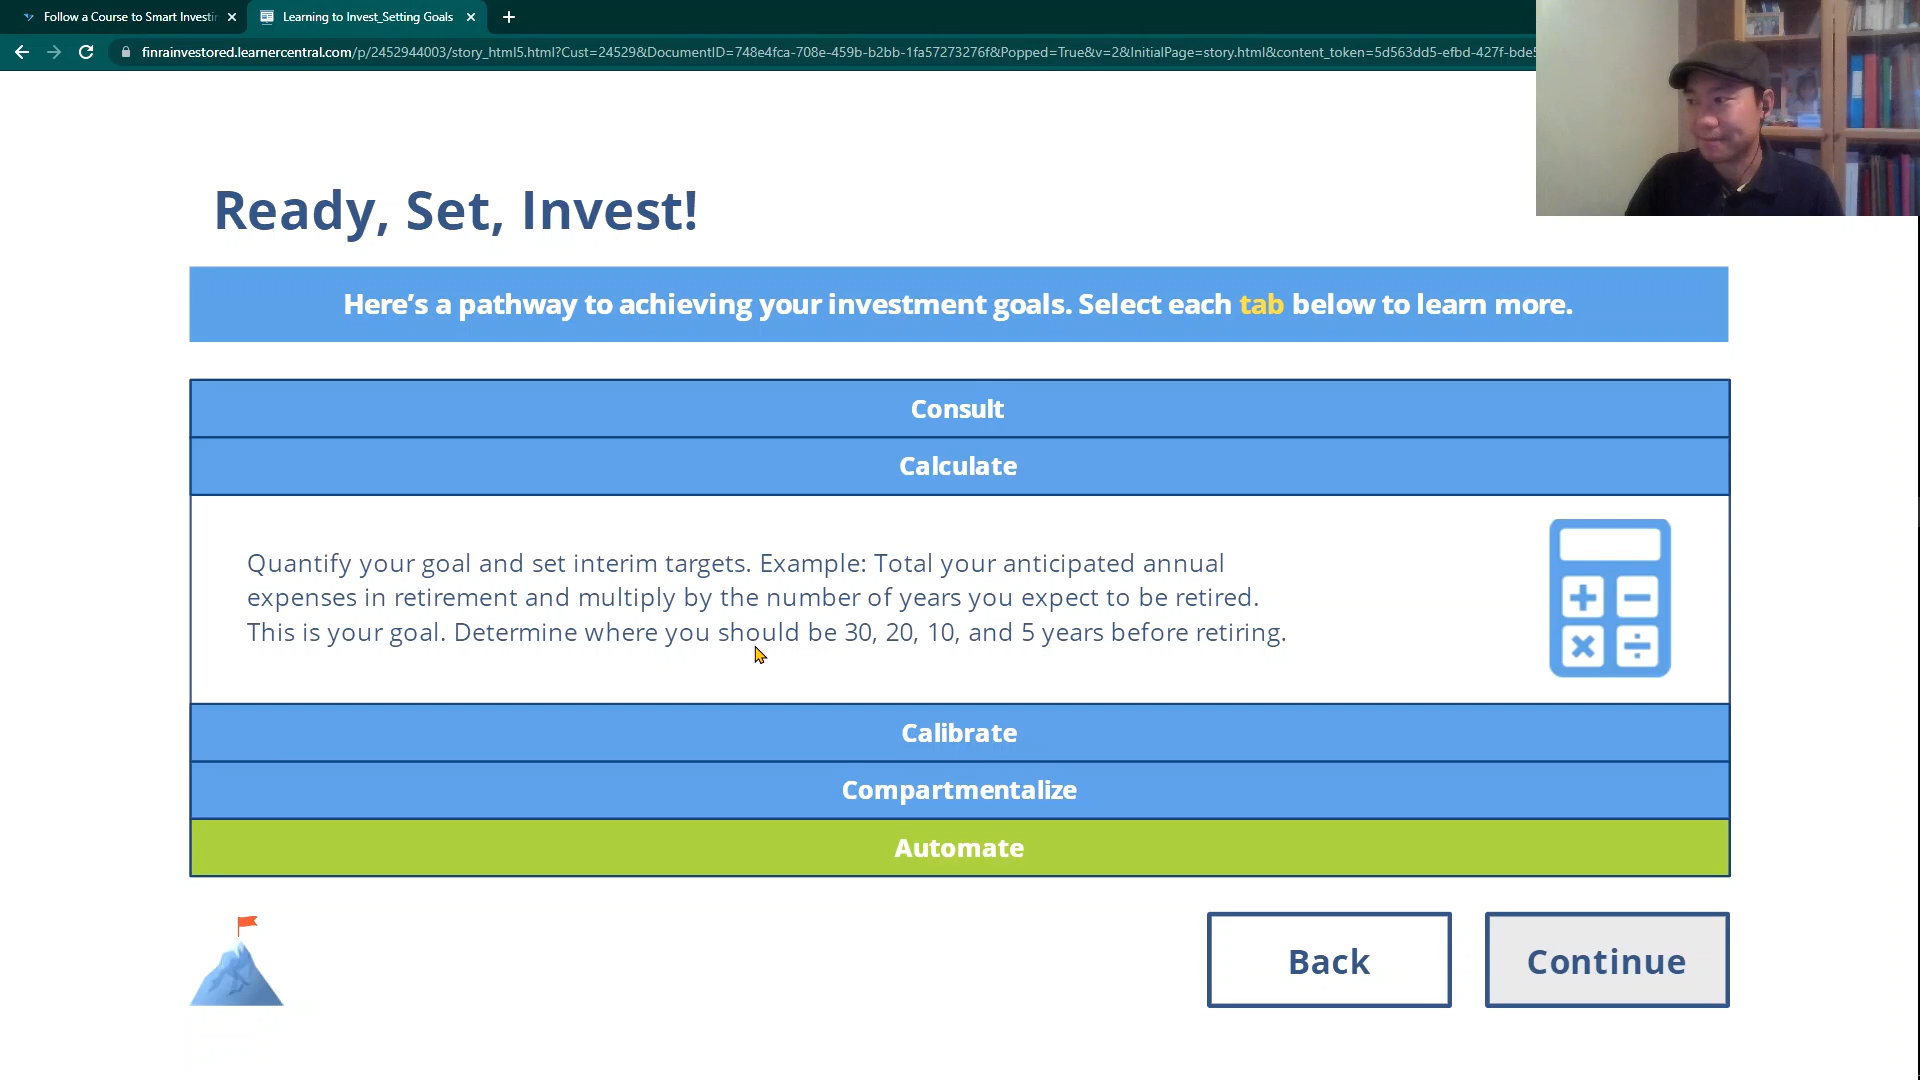 Follow a Course to Smart Investin
Learning to Invest_Setting Goals
finrainvestored.learnercentral.com/p/2452944003/story_html5.html?Cust=24529&DocumentID=748e4fca-708e-459b-b2bb-1fa57273276f&Popped=True&v=2&InitialPage=story.html&content_token=5d563dd5-efbd-427f-bde5
Ready, Set, Invest!
Here's a pathway to achieving your investment goals. Select each tab below to learn more.
Consult
Calculate
Quantify your goal and set interim targets. Example: Total your anticipated annual
expenses in retirement and multiply by the number of years you expect to be retired.
This is your goal. Determine where you should be 30, 20, 10, and 5 years before retiring.
Calibrate
Compartmentalize
Automate
Back
Continue